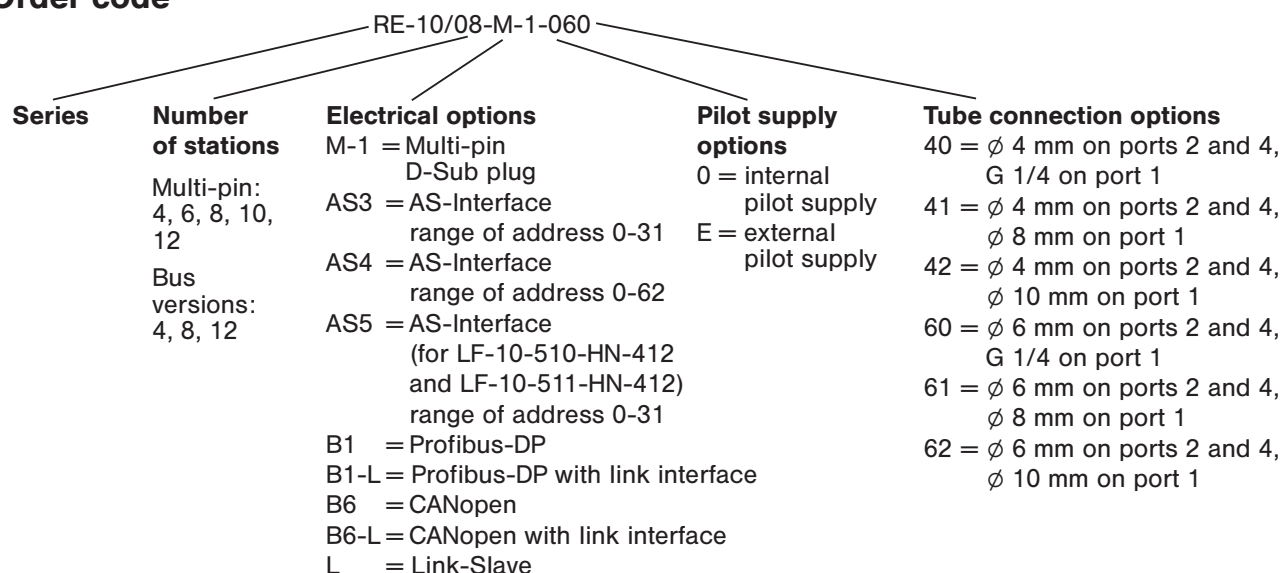 Order code
RE-10/08-M-1-060
Series
Number
of stations
Multi-pin:
4, 6, 8, 10,
12
Bus
versions:
4, 8, 12
Electrical options
M-1 = Multi-pin
D-Sub plug
AS3 = AS-Interface
range of address 0-31
AS4 = AS-Interface
range of address 0-62
AS5 = AS-Interface
(for LF-10-510-HN-412
and LF-10-511-HN-412)
range of address 0-31
B1 = Profibus-DP
B1-L = Profibus-DP with link interface
B6 = CANopen
B6-L = CANopen with link interface
L = Link-Slave
Pilot supply
options
0 = internal
pilot supply
E = external
pilot supply
Tube connection options
40 = ∅ 4 mm on ports 2 and 4,
G 1/4 on port 1
41 = ∅ 4 mm on ports 2 and 4,
∅ 8 mm on port 1
42 = ∅ 4 mm on ports 2 and 4,
∅ 10 mm on port 1
60 = ∅ 6 mm on ports 2 and 4,
G 1/4 on port 1
61 = ∅ 6 mm on ports 2 and 4,
∅ 8 mm on port 1
62 = ∅ 6 mm on ports 2 and 4,
∅ 10 mm on port 1